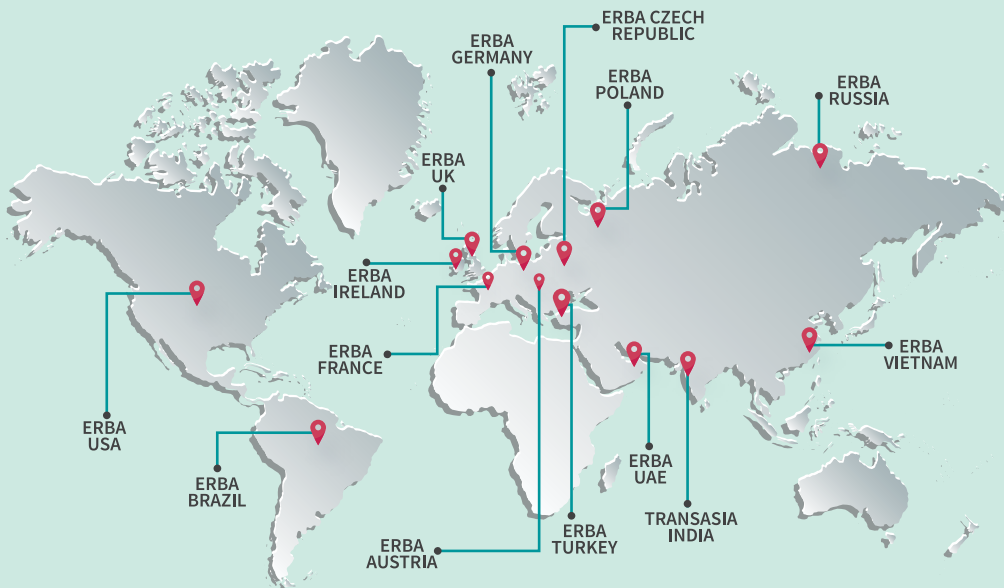 ERBA CZECH
REPUBLIC
ERBA
GERMANY
ERBA
POLAND
ERBA
RUSSIA
ERBA
UK
ERBA
IRELAND
ERBA
FRANCE
ERBA
VIETNAM
ERBA
USA
ERBA
BRAZIL
ERBA
UAE
TRANSASIA
INDIA
ERBA
TURKEY
ERBA
AUSTRIA